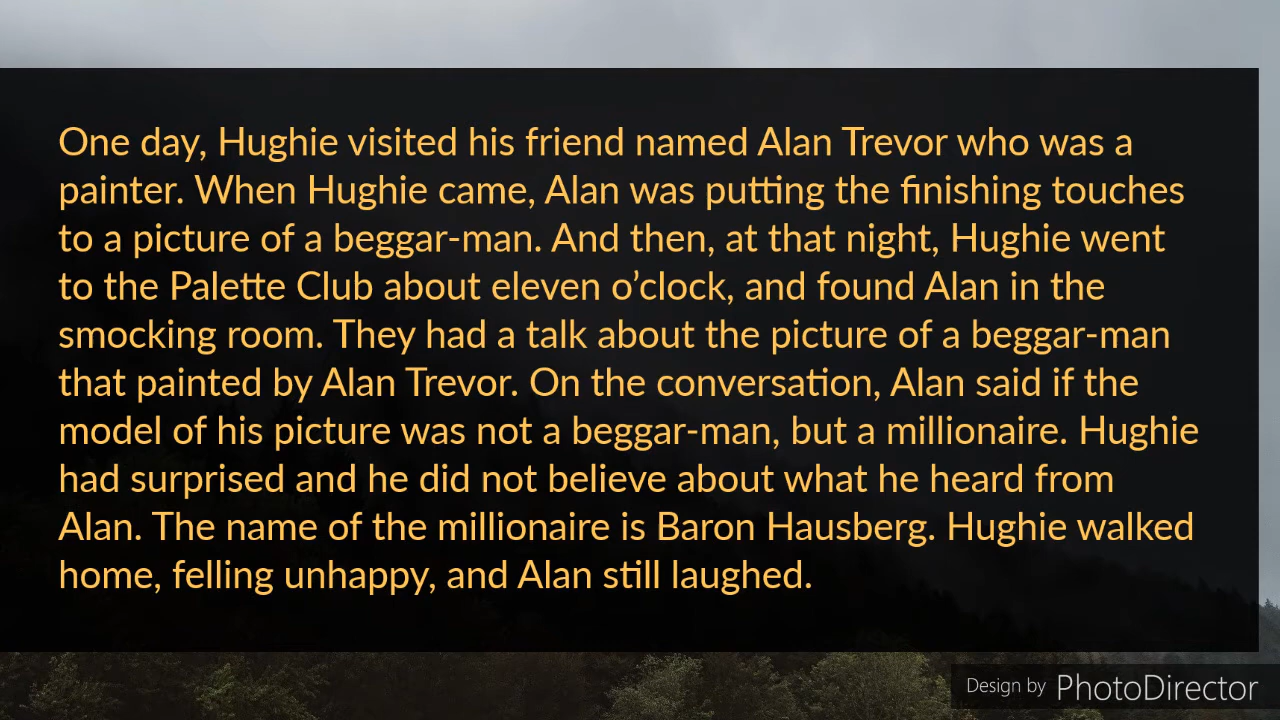 One day, Hughie visited his friend named Alan Trevor who was a
painter. When Hughie came, Alan was putting the finishing touches
to a picture of a beggar-man. And then, at that night, Hughie went
to the Palette Club about eleven o’clock, and found Alan in the
smocking room. They had a talk about the picture of a beggar-man
that painted by Alan Trevor. On the conversation, Alan said if the
model of his picture was not a beggar-man, but a millionaire. Hughie
had surprised and he did not believe about what he heard from
Alan. The name of the millionaire is Baron Hausberg. Hughie walked
home, felling unhappy, and Alan still laughed.
Design by PhotoDirector